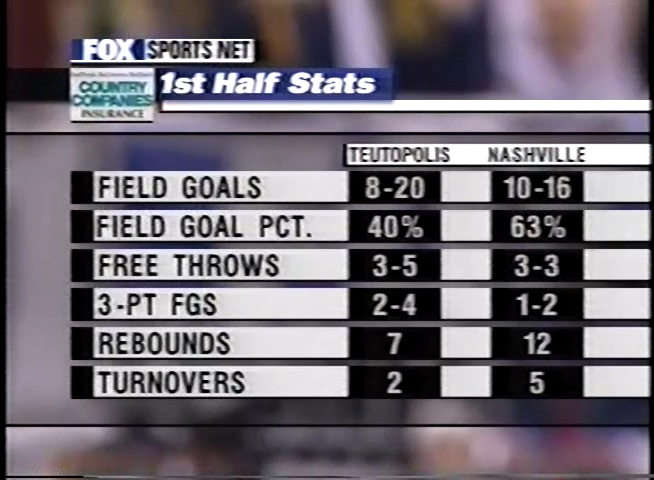 FOX SPORTS NET
COUNTRY
COMPANIES
INSURANCE
1st Half Stats
TEUTOPOLIS NASHVILLE
FIELD GOALS 8-20 10-16
FIELD GOAL PCT. 40% 63%
FREE THROWS 3-5 3-3
3-PT FGS 2-4 1-2
REBOUNDS 7 12
TURNOVERS 2 5